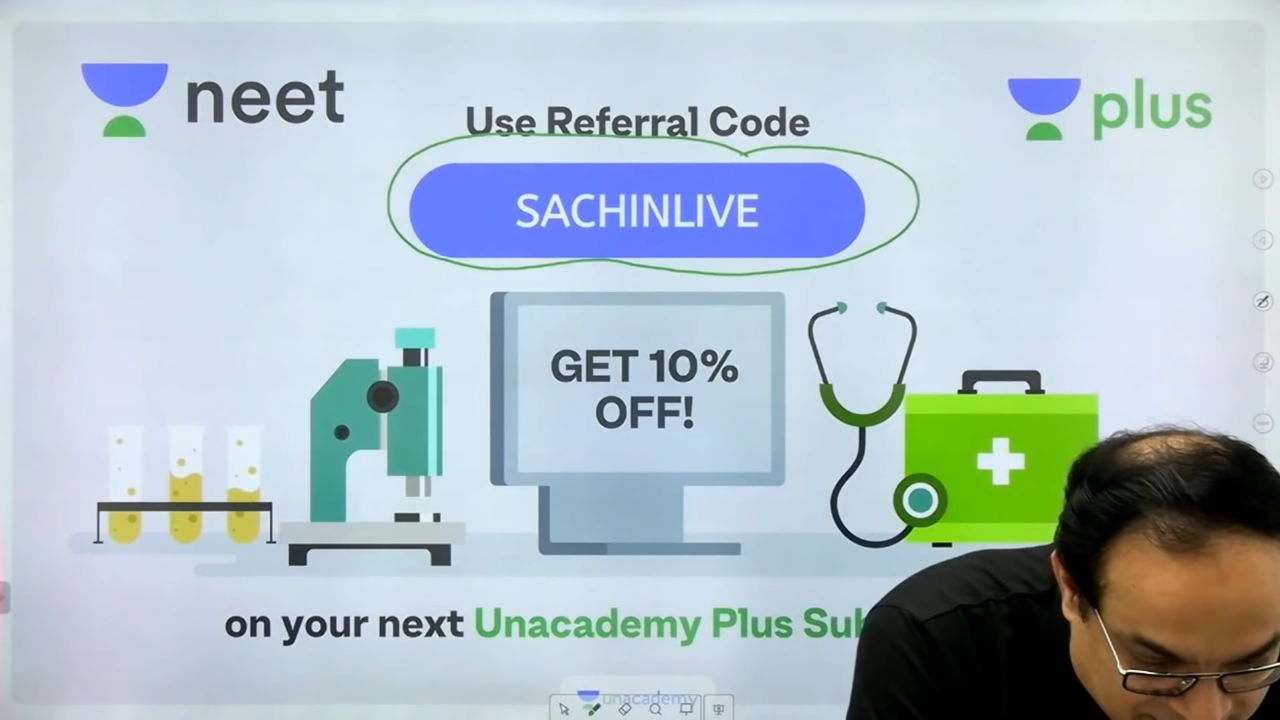 neet
plus
Use Referral Code
SACHINLIVE
GET 10%
OFF!
on your next Unacademy Plus Sub
unacademy